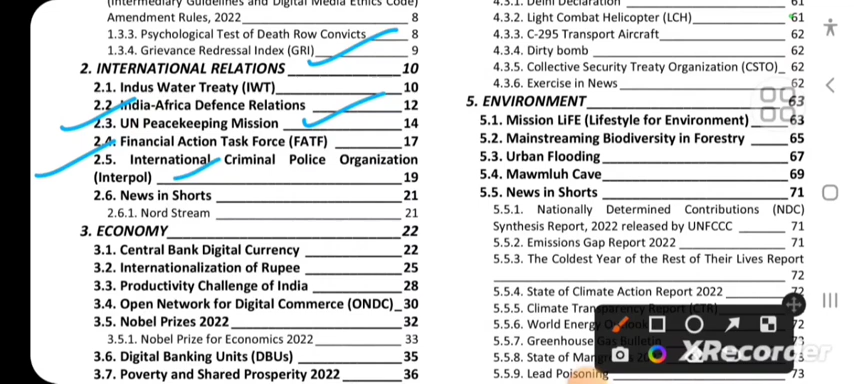 (Intermediary Guidelines and Digital Media Ethics Code)
Amendment Rules, 2022 8
1.3.3. Psychological Test of Death Row Convicts 8
1.3.4. Grievance Redressal Index (GRI) 9
2. INTERNATIONAL RELATIONS 10
2.1. Indus Water Treaty (IWT) 10
2.2. India-Africa Defence Relations 12
2.3. UN Peacekeeping Mission 14
2.4. Financial Action Task Force (FATF) 17
2.5. International Criminal Police Organization
(Interpol) 19
2.6. News in Shorts 21
2.6.1. Nord Stream 21
3. ECONOMY 22
3.1. Central Bank Digital Currency 22
3.2. Internationalization of Rupee 25
3.3. Productivity Challenge of India 28
3.4. Open Network for Digital Commerce (ONDC) 30
3.5. Nobel Prizes 2022 32
3.5.1. Nobel Prize for Economics 2022 33
3.6. Digital Banking Units (DBUs) 35
3.7. Poverty and Shared Prosperity 2022 36
4.3.1. Delhi Declaration 61
4.3.2. Light Combat Helicopter (LCH) 61
4.3.3. C-295 Transport Aircraft 62
4.3.4. Dirty bomb 62
4.3.5. Collective Security Treaty Organization (CSTO) 62
4.3.6. Exercise in News 62
5. ENVIRONMENT 63
5.1. Mission LiFE (Lifestyle for Environment) 63
5.2. Mainstreaming Biodiversity in Forestry 65
5.3. Urban Flooding 67
5.4. Mawmluh Cave 69
5.5. News in Shorts 71
5.5.1. Nationally Determined Contributions (NDC)
Synthesis Report, 2022 released by UNFCCC 71
5.5.2. Emissions Gap Report 2022 71
5.5.3. The Coldest Year of the Rest of Their Lives Report
72
5.5.4. State of Climate Action Report 2022 72
5.5.5. Climate Transparency Report (CTR)
5.5.6. World Energy Outlook 72
5.5.7. Greenhouse Gas Bulletin 73
5.5.8. State of
5.5.9. Lead Poisoning 73
XRecorder